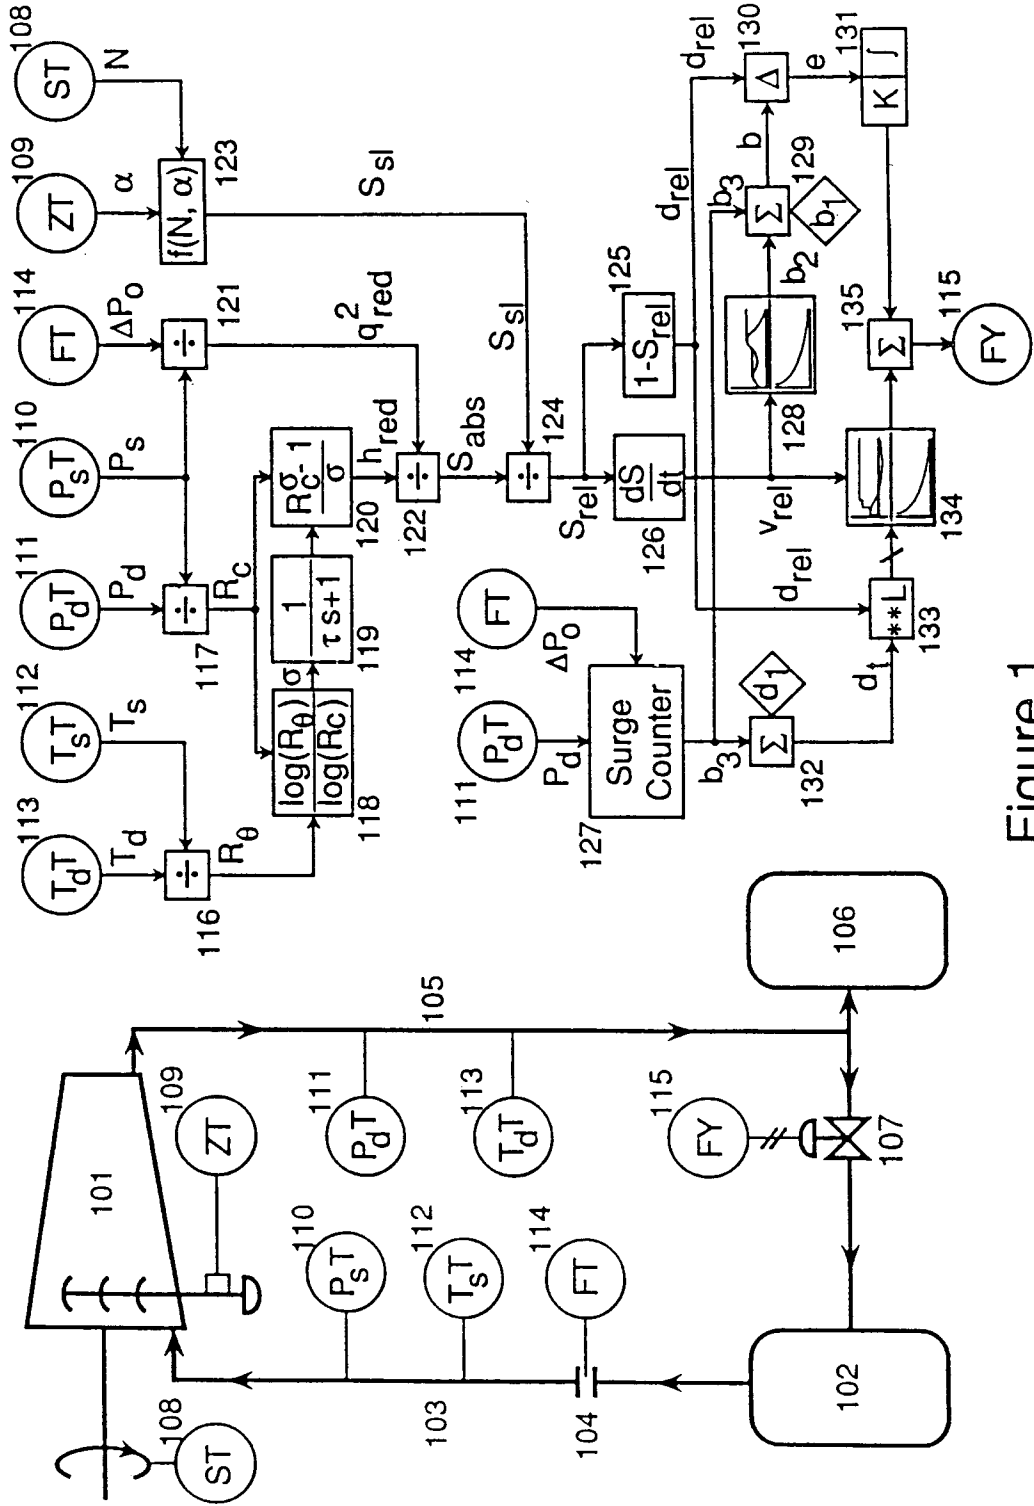 101
102
103
104
105
106
107
108
ST
109
ZT
110
PsT
111
PdT
112
TsT
113
TdT
114
FT
115
FY
113
TdT
Td
112
TsT
Ts
111
PdT
Pd
110
PsT
Ps
114
FT
ΔPo
109
ZT
α
108
ST
N
÷
116
Rθ
÷
117
Rc
÷
121
q²red
f(N, α)
123
Ssl
log(Rθ)
log(Rc)
118
σ
1
τ s+1
119
Rc^σ - 1
σ
120
hred
÷
122
Sabs
Ssl
÷
124
Srel
111
PdT
Pd
114
FT
ΔPo
Surge
Counter
127
b3
dS
dt
126
1-Srel
125
vrel
drel
drel
drel
128
b2
b3
Σ
129
b1
b
Δ
130
e
K ∫
131
Σ
132
d1
dt
**L
133
134
Σ
135
FY
115
Figure 1